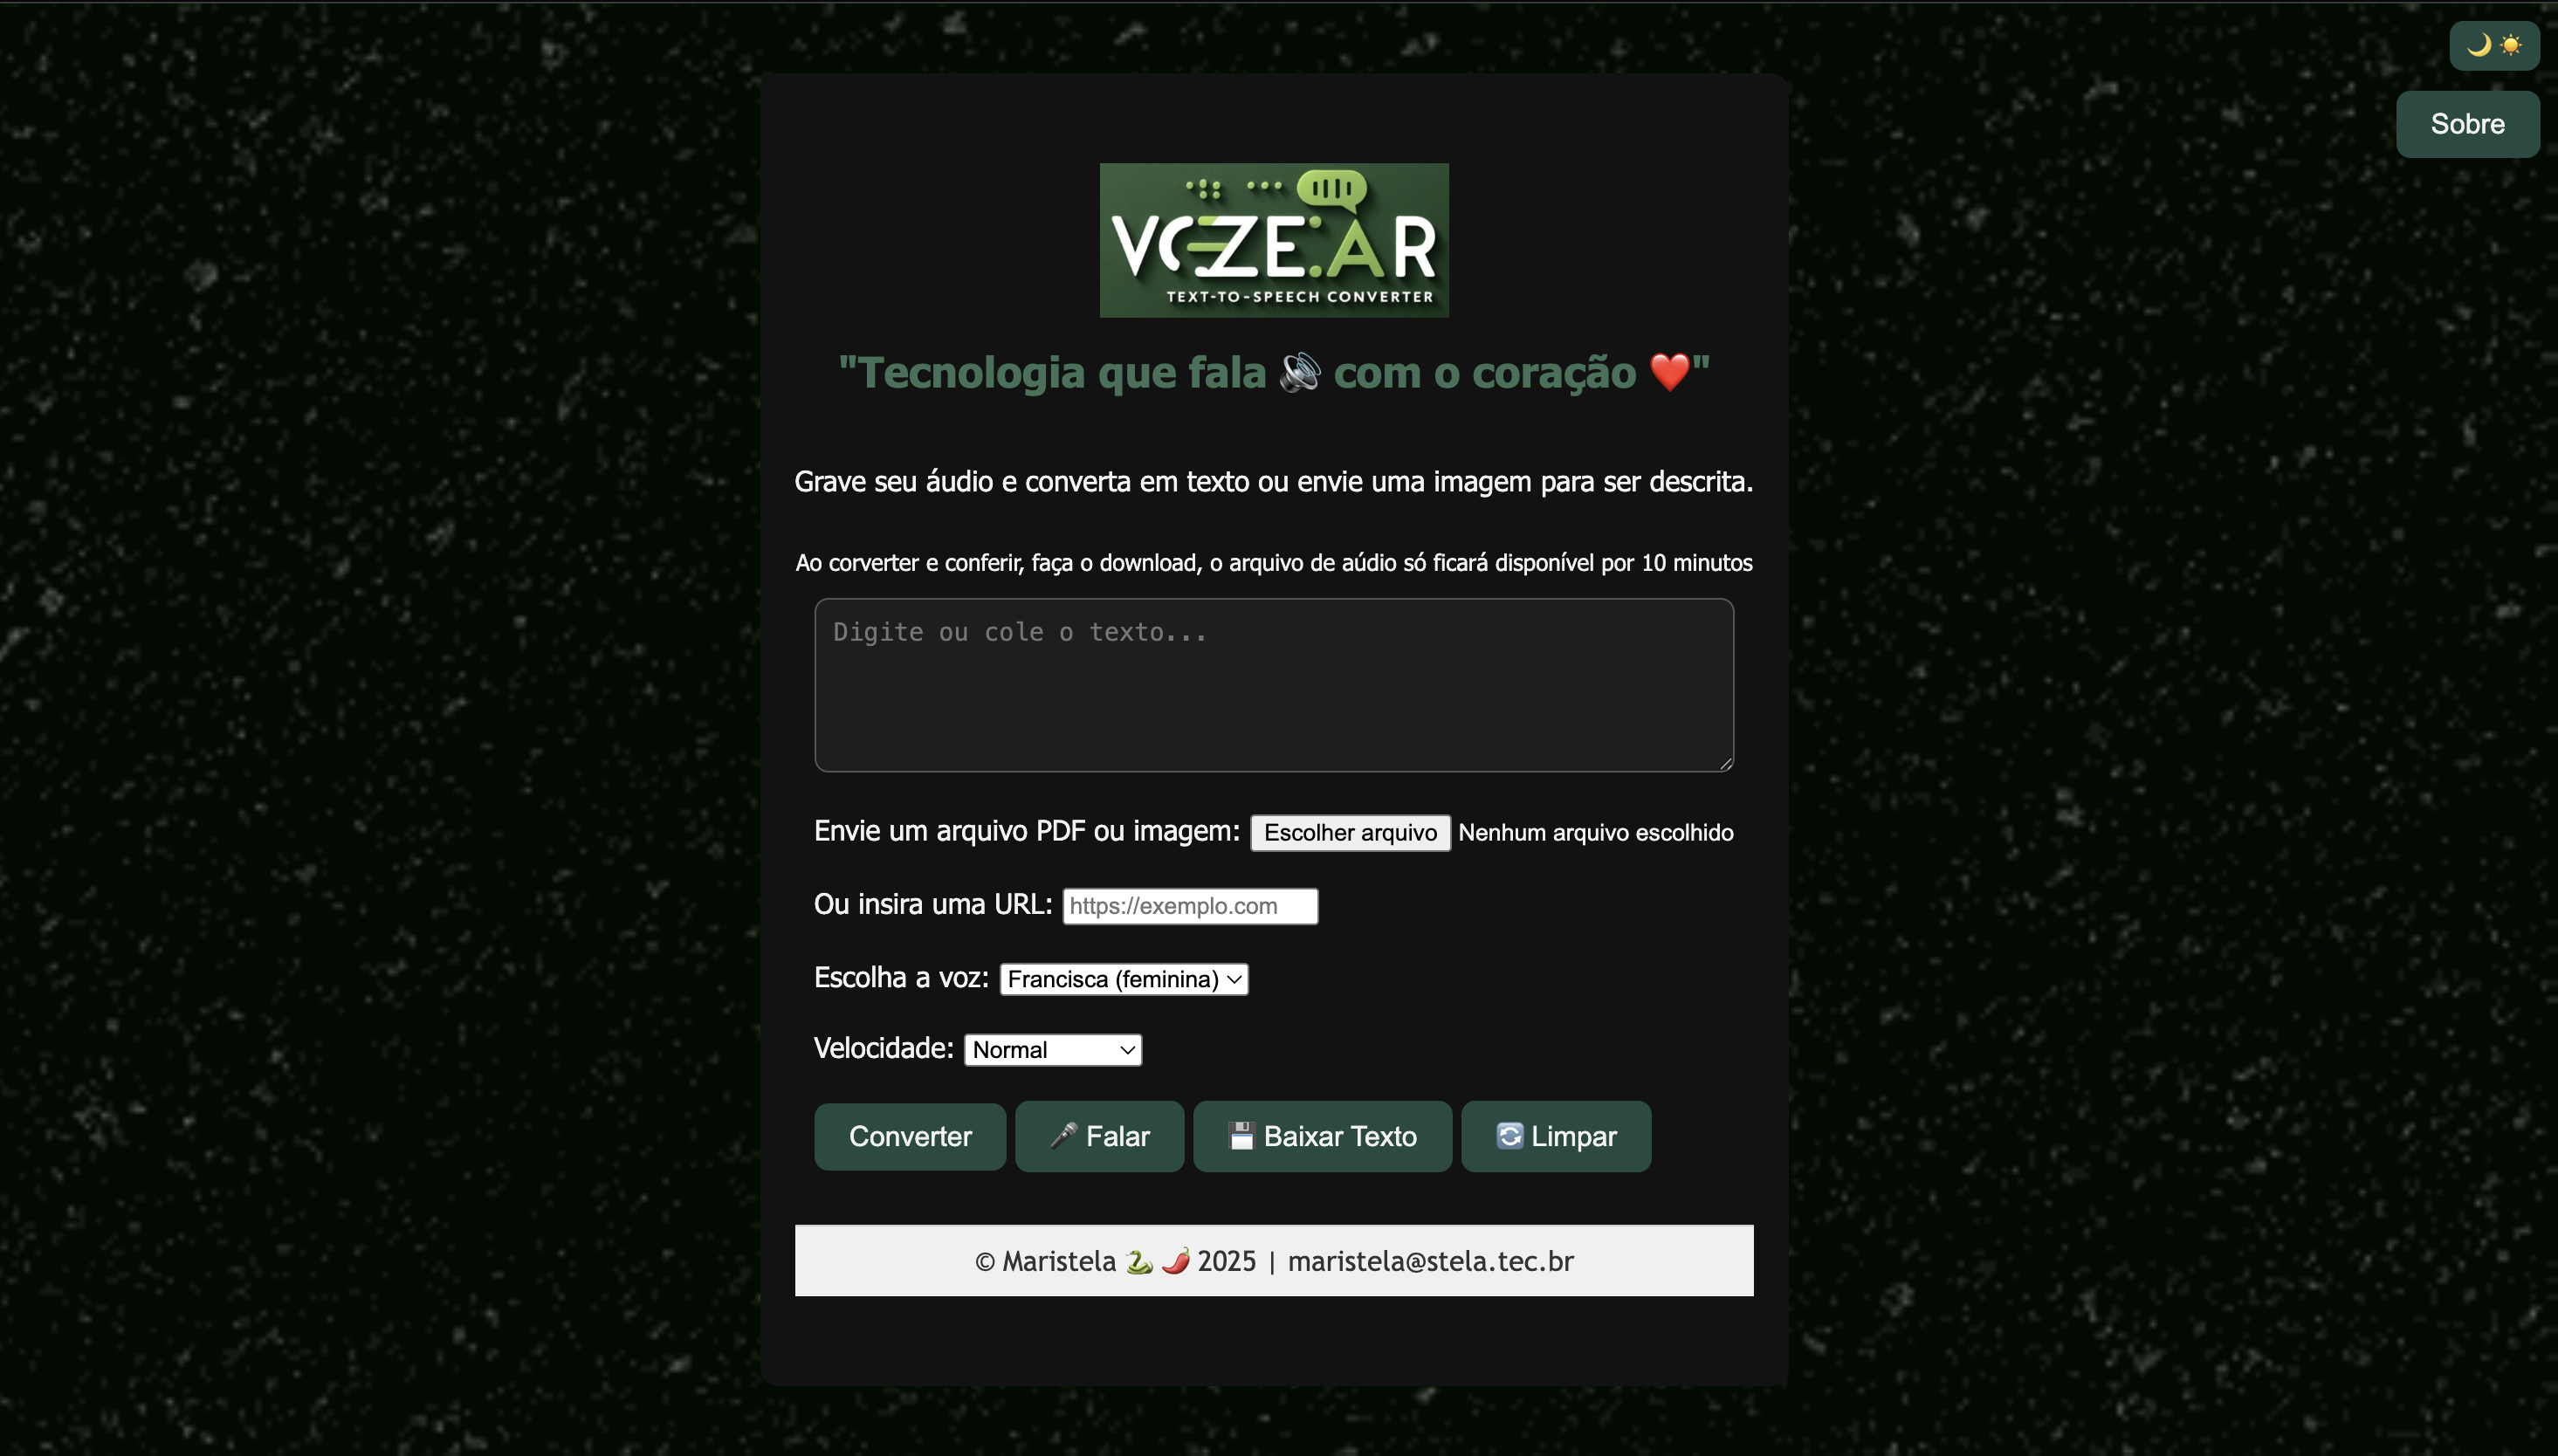 🌙 ☀️
Sobre
VOZE:AR
TEXT-TO-SPEECH CONVERTER
"Tecnologia que fala 🔊 com o coração ❤️"
Grave seu áudio e converta em texto ou envie uma imagem para ser descrita.
Ao corverter e conferir, faça o download, o arquivo de aúdio só ficará disponível por 10 minutos
Digite ou cole o texto...
Envie um arquivo PDF ou imagem: Escolher arquivo Nenhum arquivo escolhido
Ou insira uma URL: https://exemplo.com
Escolha a voz: Francisca (feminina)
Velocidade: Normal
Converter 🎤 Falar 💾 Baixar Texto 🔄 Limpar
© Maristela 🐍 🌶️ 2025 | maristela@stela.tec.br